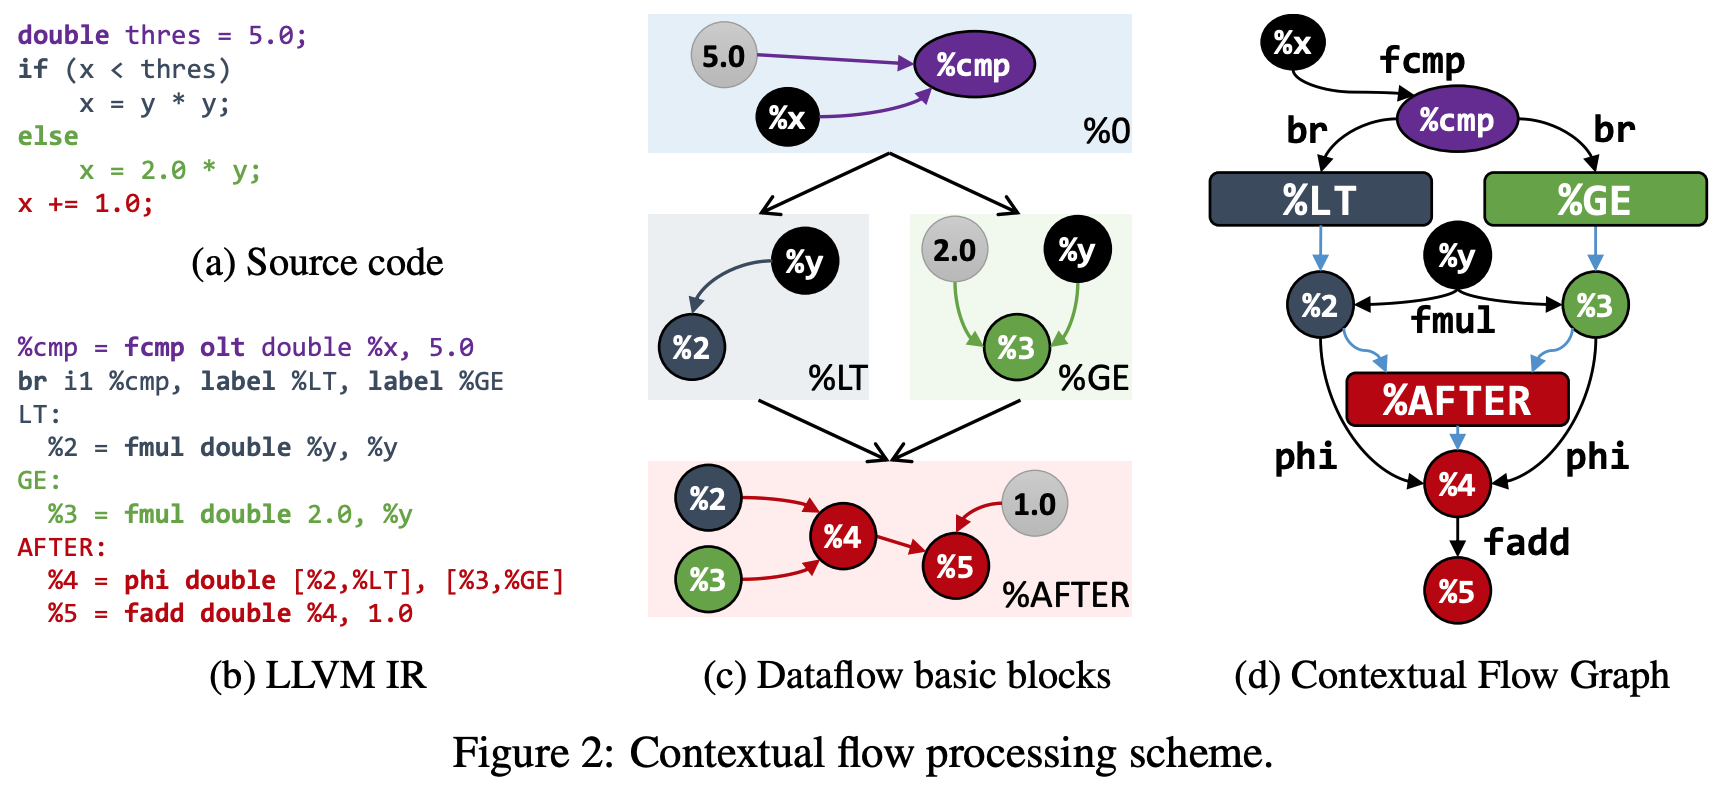 double thres = 5.0;
if (x < thres)
    x = y * y;
else
    x = 2.0 * y;
x += 1.0;
(a) Source code
%cmp = fcmp olt double %x, 5.0
br i1 %cmp, label %LT, label %GE
LT:
  %2 = fmul double %y, %y
GE:
  %3 = fmul double 2.0, %y
AFTER:
  %4 = phi double [%2,%LT], [%3,%GE]
  %5 = fadd double %4, 1.0
(b) LLVM IR
5.0
%cmp
%x
%0
%y
%2
%LT
2.0
%y
%3
%GE
%2
%3
%4
%5
1.0
%AFTER
(c) Dataflow basic blocks
%x
fcmp
%cmp
br
br
%LT
%GE
%y
%2
%3
fmul
%AFTER
phi
phi
%4
fadd
%5
(d) Contextual Flow Graph
Figure 2: Contextual flow processing scheme.